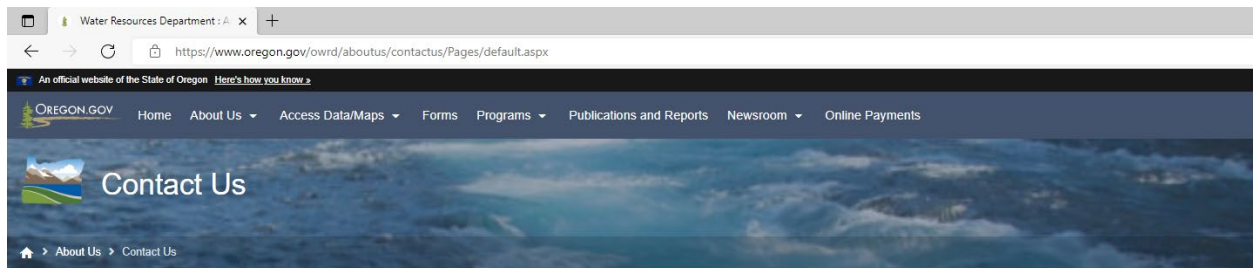 Water Resources Department : A
https://www.oregon.gov/owrd/aboutus/contactus/Pages/default.aspx
An official website of the State of Oregon Here's how you know »
OREGON.GOV Home About Us Access Data/Maps Forms Programs Publications and Reports Newsroom Online Payments
Contact Us
About Us > Contact Us